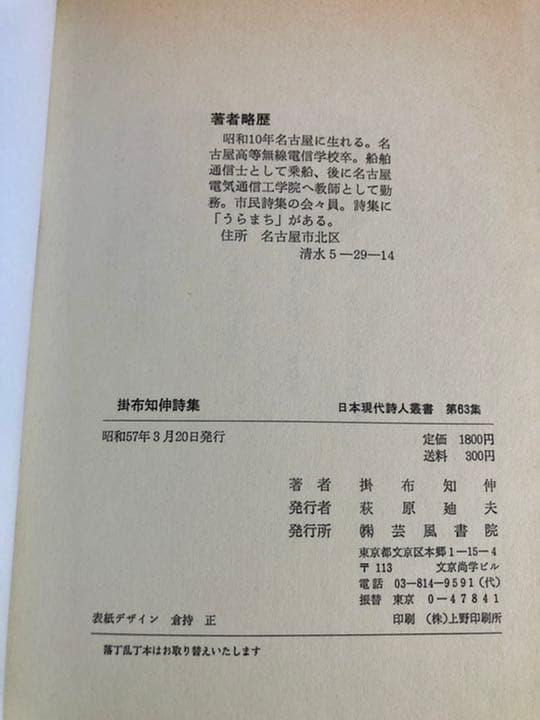 著者略歴
昭和10年名古屋に生れる。名
古屋高等無線電信学校卒。船舶
通信士として乗船、後に名古屋
電気通信工学院へ教師として勤
務。市民詩集の会々員。詩集に
「うらまち」がある。
住所　名古屋市北区
清水5―29―14
掛布知伸詩集　日本現代詩人叢書　第63集
昭和57年3月20日発行　定価　1800円
送料　300円
著者　掛布知伸
発行者　萩原廸夫
発行所　㈱芸風書院
東京都文京区本郷1―15―4
〒113　文京尚学ビル
電話　03―814―9591(代)
振替　東京　0―47841
表紙デザイン　倉持　正　印刷　(株)上野印刷所
落丁乱丁本はお取り替えいたします